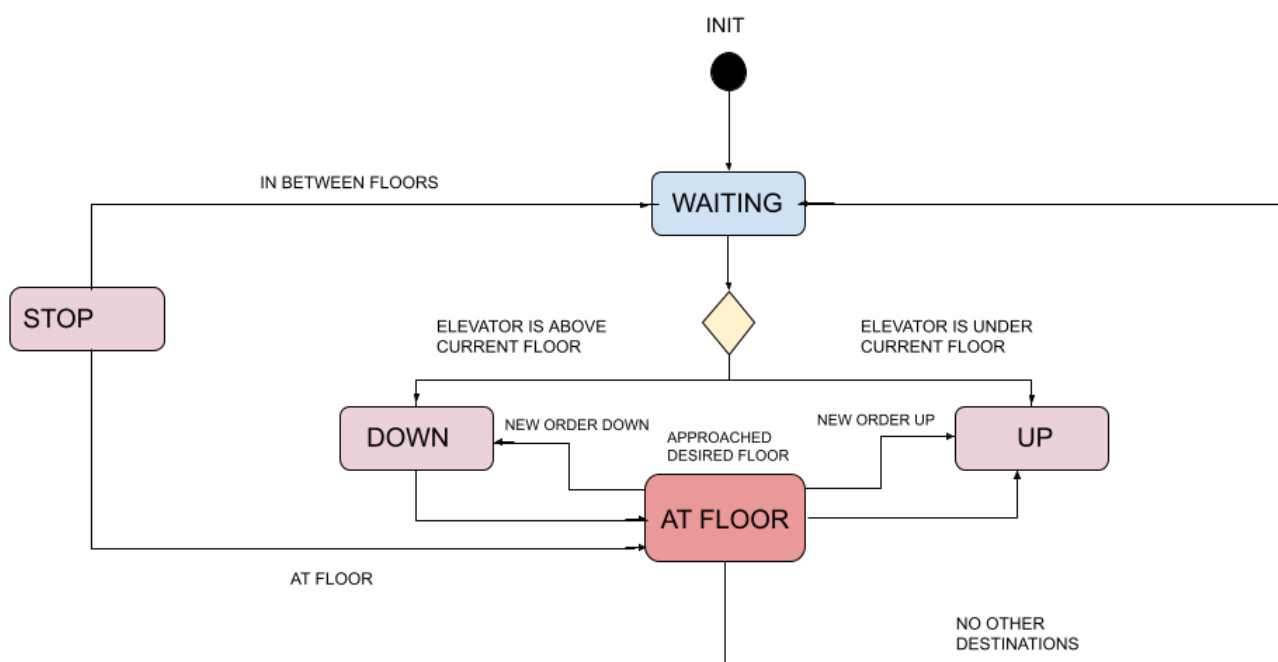 INIT
IN BETWEEN FLOORS
WAITING
STOP
ELEVATOR IS ABOVE
CURRENT FLOOR
ELEVATOR IS UNDER
CURRENT FLOOR
DOWN
NEW ORDER DOWN
APPROACHED
DESIRED FLOOR
NEW ORDER UP
UP
AT FLOOR
AT FLOOR
NO OTHER
DESTINATIONS